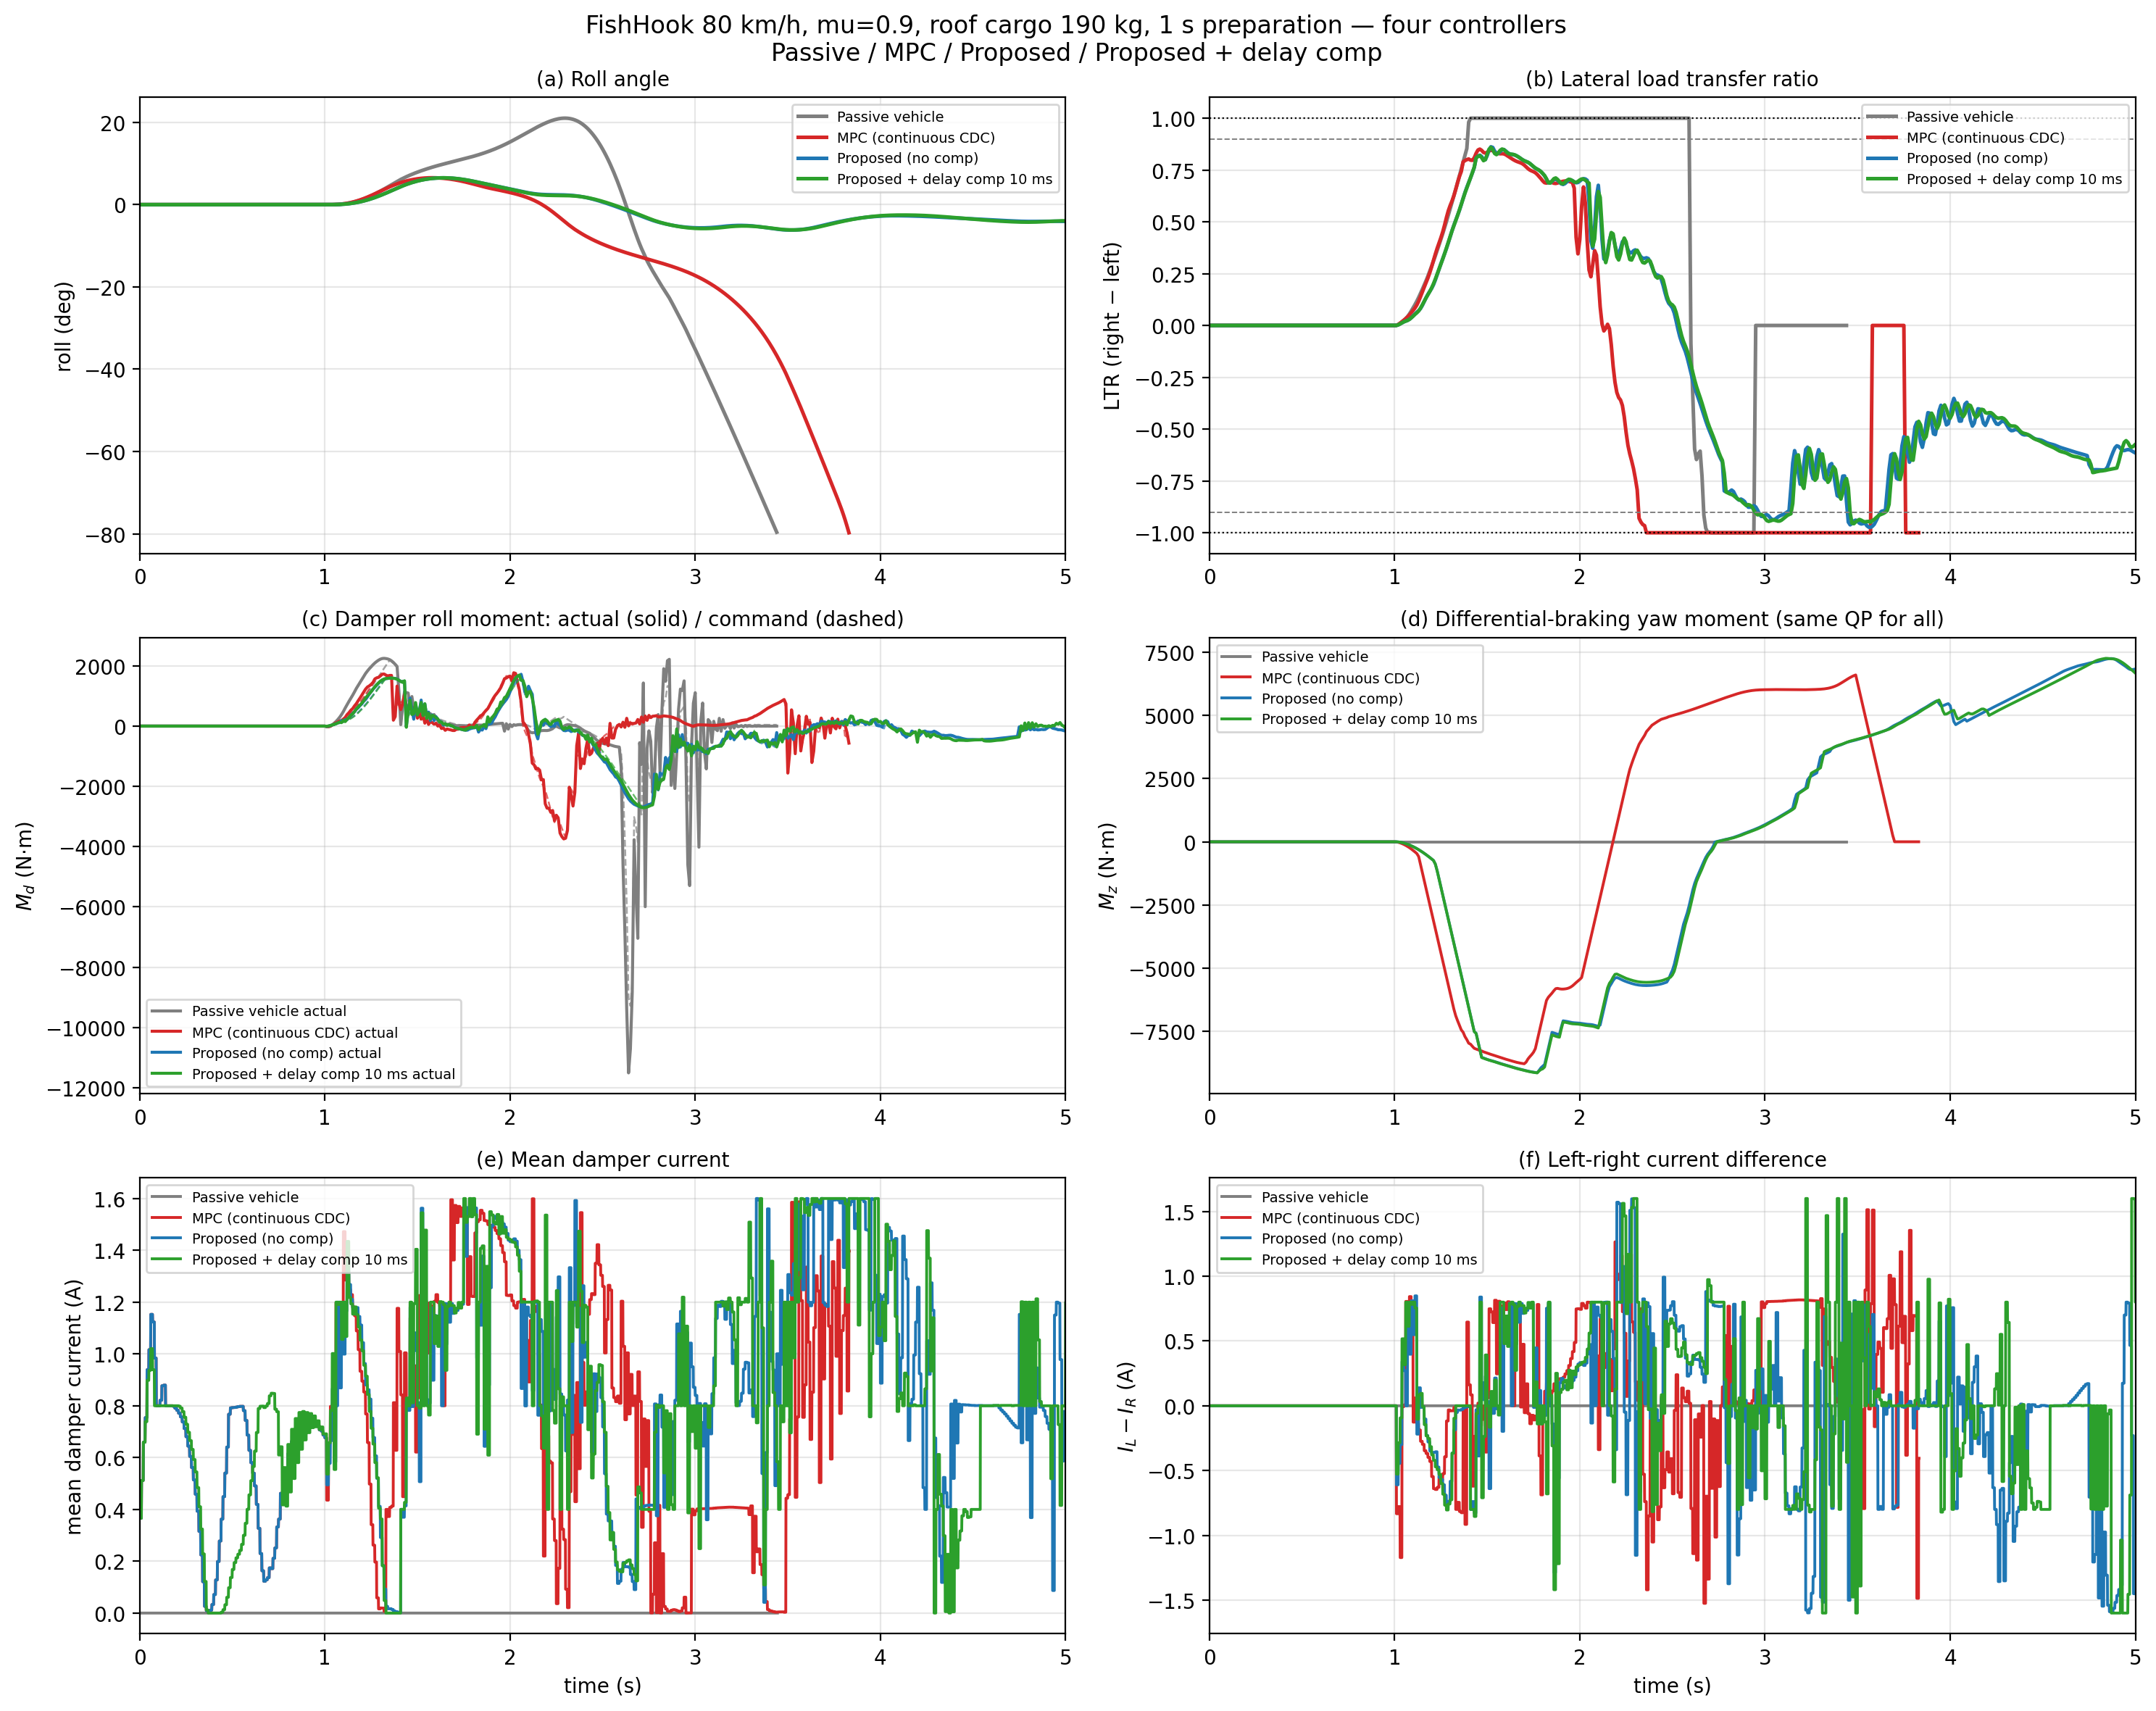 FishHook 80 km/h, mu=0.9, roof cargo 190 kg, 1 s preparation — four controllers
Passive / MPC / Proposed / Proposed + delay comp
(a) Roll angle
20
0
−20
−40
−60
−80
roll (deg)
0 1 2 3 4 5
Passive vehicle
MPC (continuous CDC)
Proposed (no comp)
Proposed + delay comp 10 ms
(b) Lateral load transfer ratio
1.00
0.75
0.50
0.25
0.00
−0.25
−0.50
−0.75
−1.00
LTR (right − left)
0 1 2 3 4 5
Passive vehicle
MPC (continuous CDC)
Proposed (no comp)
Proposed + delay comp 10 ms
(c) Damper roll moment: actual (solid) / command (dashed)
2000
0
−2000
−4000
−6000
−8000
−10000
−12000
M_d (N·m)
0 1 2 3 4 5
Passive vehicle actual
MPC (continuous CDC) actual
Proposed (no comp) actual
Proposed + delay comp 10 ms actual
(d) Differential-braking yaw moment (same QP for all)
7500
5000
2500
0
−2500
−5000
−7500
M_z (N·m)
0 1 2 3 4 5
Passive vehicle
MPC (continuous CDC)
Proposed (no comp)
Proposed + delay comp 10 ms
(e) Mean damper current
1.6
1.4
1.2
1.0
0.8
0.6
0.4
0.2
0.0
mean damper current (A)
0 1 2 3 4 5
time (s)
Passive vehicle
MPC (continuous CDC)
Proposed (no comp)
Proposed + delay comp 10 ms
(f) Left-right current difference
1.5
1.0
0.5
0.0
−0.5
−1.0
−1.5
I_L − I_R (A)
0 1 2 3 4 5
time (s)
Passive vehicle
MPC (continuous CDC)
Proposed (no comp)
Proposed + delay comp 10 ms